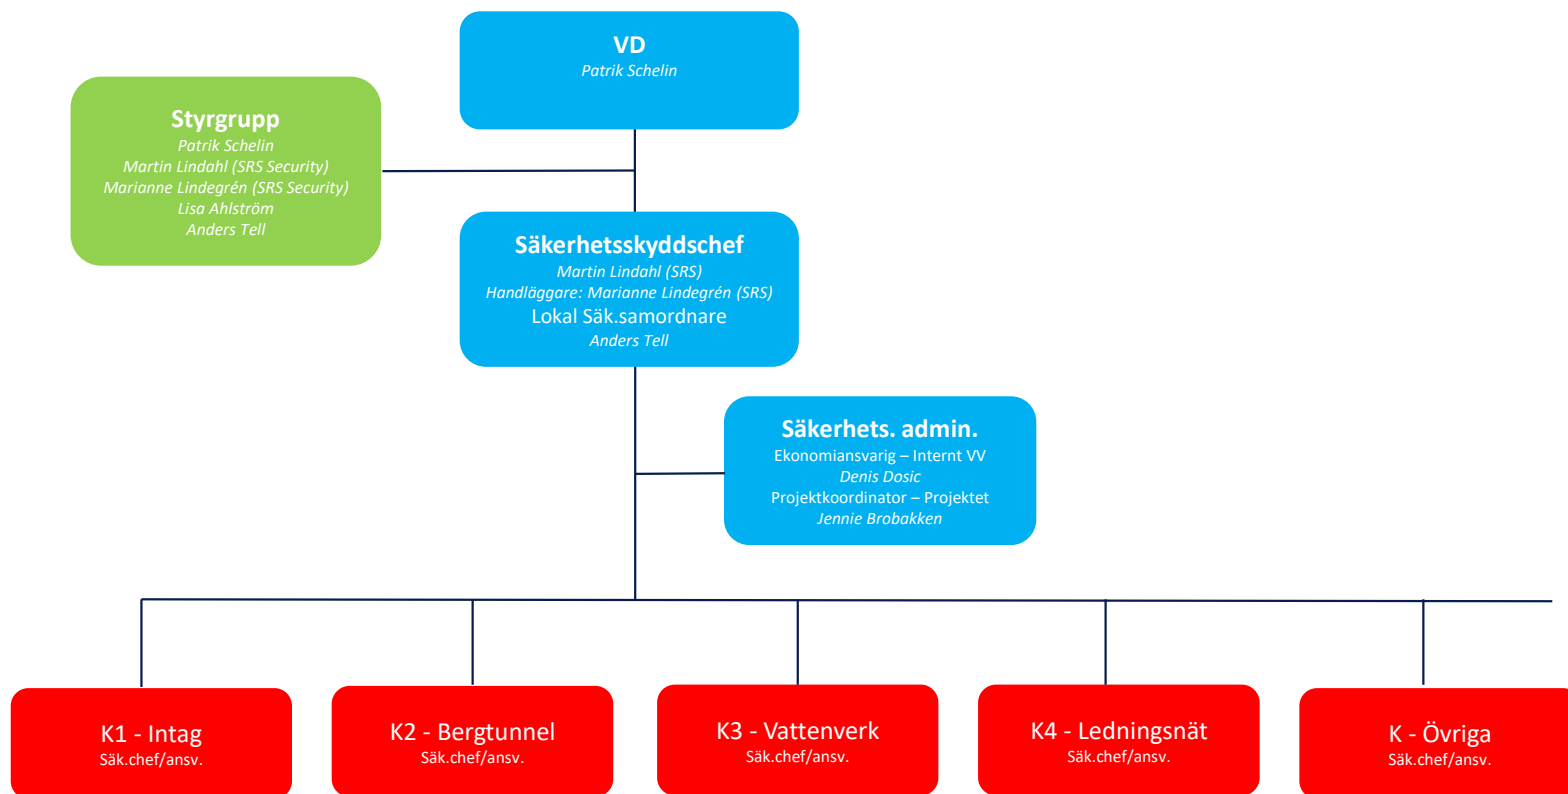 VD
Patrik Schelin
Styrgrupp
Patrik Schelin
Martin Lindahl (SRS Security)
Marianne Lindegrén (SRS Security)
Lisa Ahlström
Anders Tell
Säkerhetsskyddschef
Martin Lindahl (SRS)
Handläggare: Marianne Lindegrén (SRS)
Lokal Säk.samordnare
Anders Tell
Säkerhets. admin.
Ekonomiansvarig – Internt VV
Denis Dosic
Projektkoordinator – Projektet
Jennie Brobakken
K1 - Intag
Säk.chef/ansv.
K2 - Bergtunnel
Säk.chef/ansv.
K3 - Vattenverk
Säk.chef/ansv.
K4 - Ledningsnät
Säk.chef/ansv.
K - Övriga
Säk.chef/ansv.